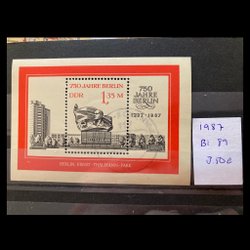 750 JAHRE BERLIN
DDR
1,35 M
750
JAHRE
BERLIN
1237-1987
BERLIN, ERNST-THÄLMANN-PARK
1987
Bl. 89